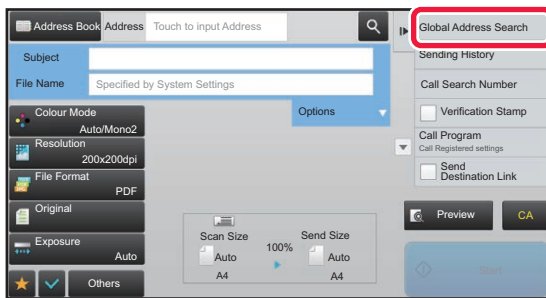 Address Book Address Touch to input Address
Subject
File Name Specified by System Settings
Options
Colour Mode
Auto/Mono2
Resolution
200x200dpi
File Format
PDF
Original
Exposure
Auto
Others
Scan Size
Auto
A4
100%
Send Size
Auto
A4
Global Address Search
Sending History
Call Search Number
Verification Stamp
Call Program
Call Registered settings
Send
Destination Link
Preview
CA
Start